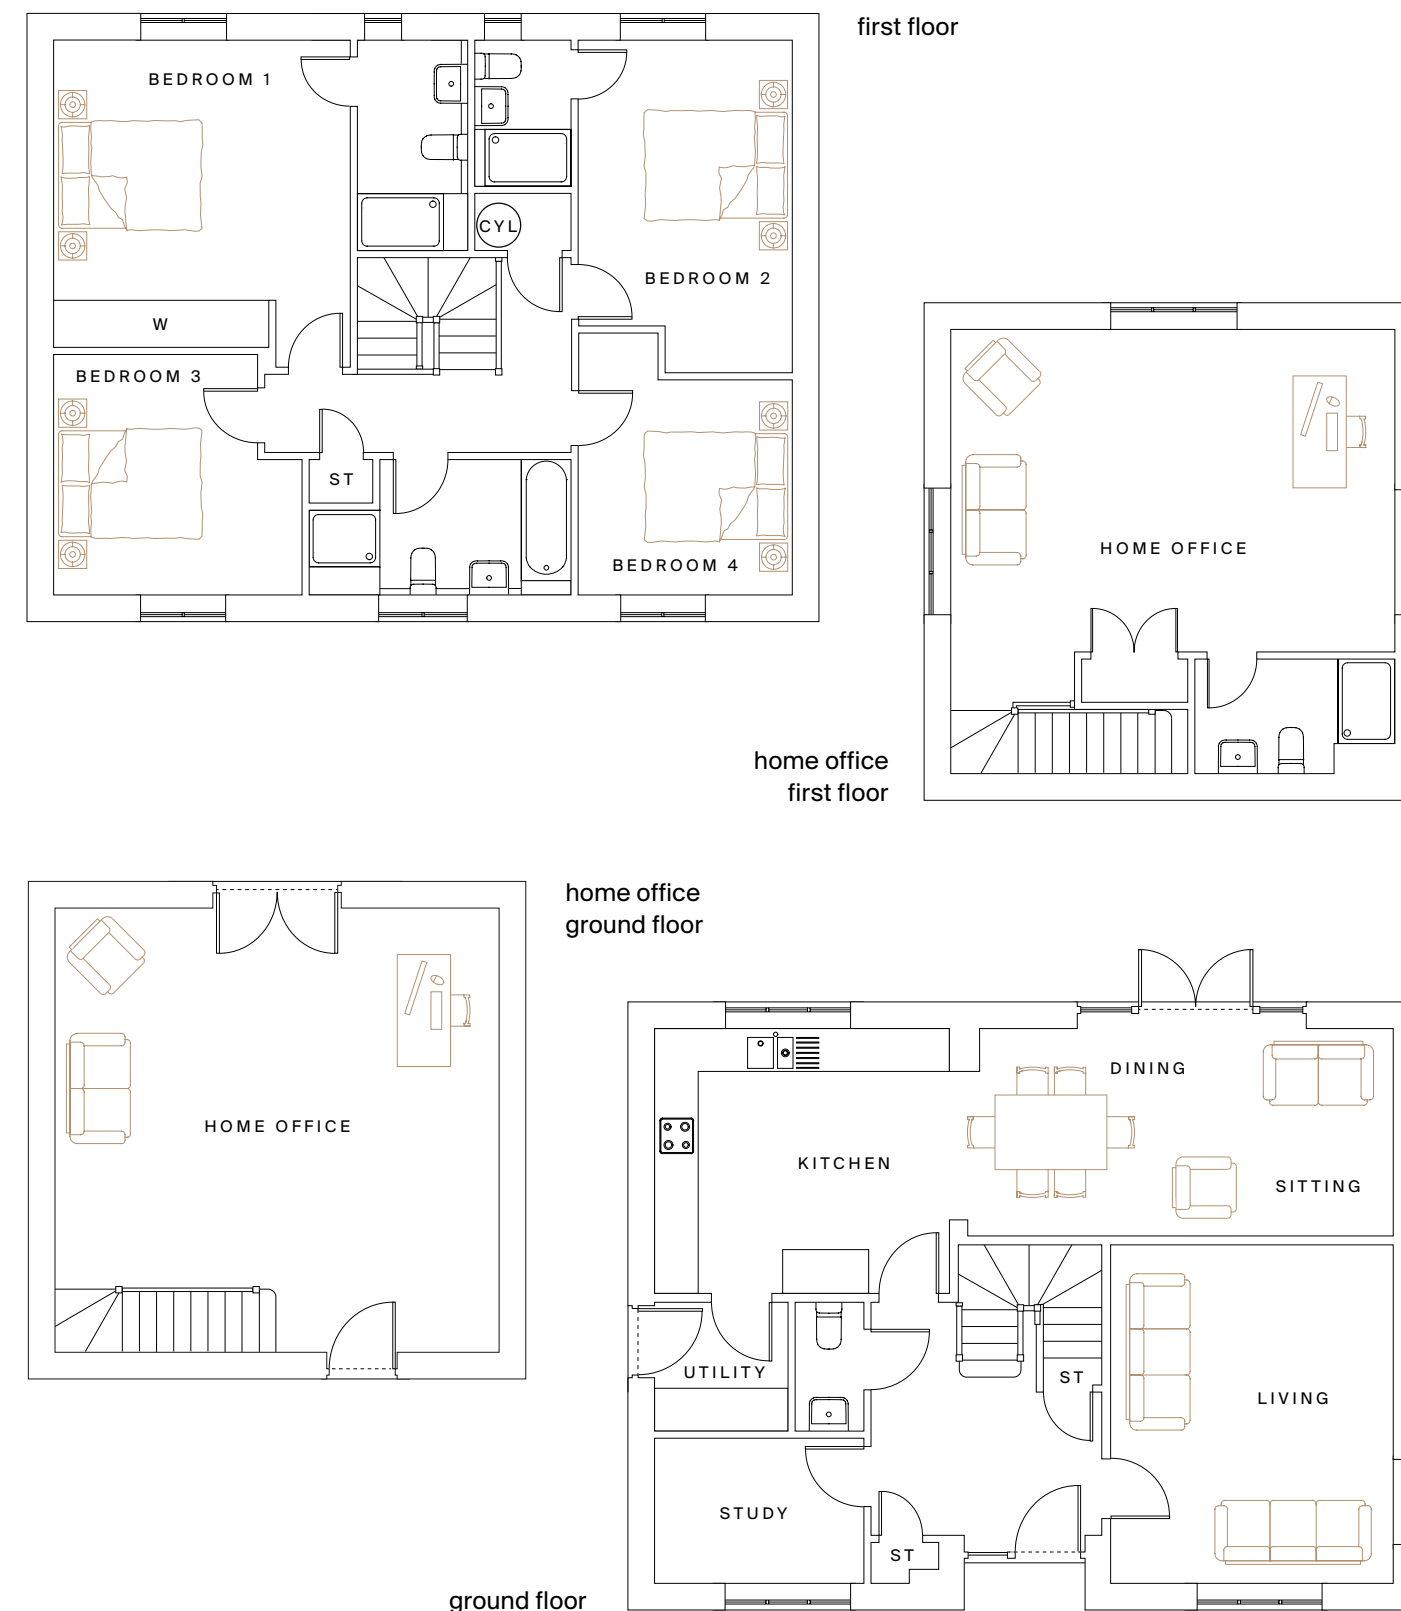 first floor
BEDROOM 1
CYL
BEDROOM 2
W
BEDROOM 3
ST
BEDROOM 4
HOME OFFICE
home office
first floor
home office
ground floor
HOME OFFICE
DINING
KITCHEN
SITTING
UTILITY
ST
LIVING
STUDY
ST
ground floor